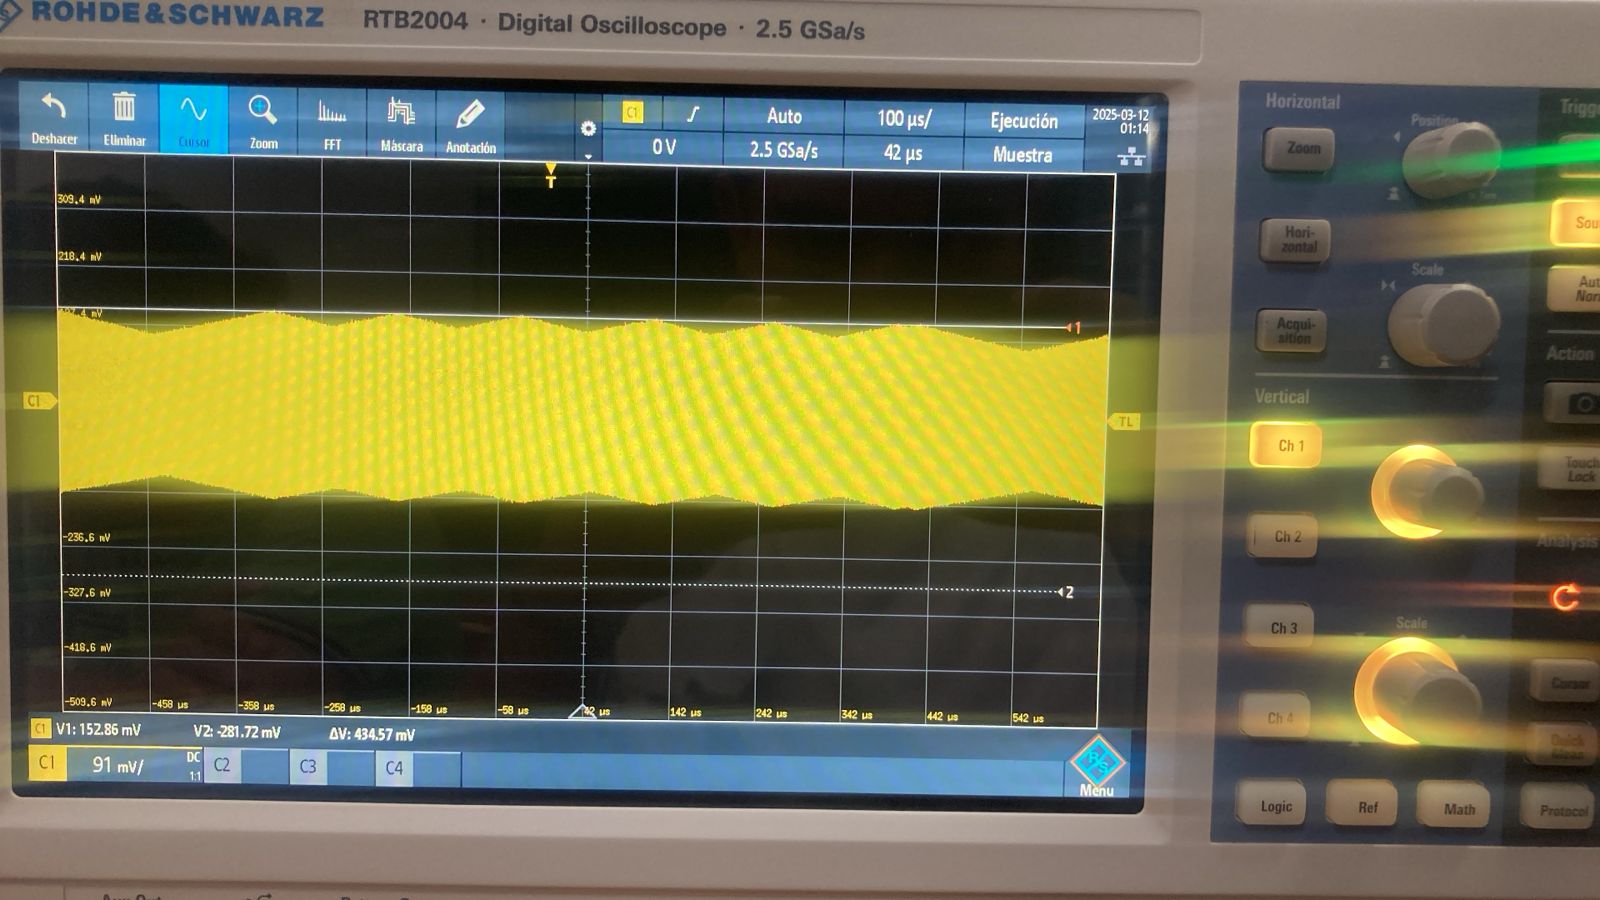 ROHDE & SCHWARZ RTB2004 · Digital Oscilloscope · 2.5 GSa/s
Deshacer Eliminar Cursor Zoom FFT Máscara Anotación
C1 Auto 100 µs/ Ejecución 2025-03-12
01:14
0 V 2.5 GSa/s 42 µs Muestra
T
309.4 mV
218.4 mV
1
C1
TL
-236.6 mV
-327.6 mV
2
-418.6 mV
-509.6 mV
-458 µs -358 µs -258 µs -158 µs -58 µs 42 µs 142 µs 242 µs 342 µs 442 µs 542 µs
C1 V1: 152.86 mV V2: -281.72 mV ΔV: 434.57 mV
C1 91 mV/ DC
1:1
C2 C3 C4
Menu
Horizontal
Position
Zoom
Hori-
zontal
Scale
Acqui-
sition
Vertical
Ch 1
Ch 2
Ch 3
Scale
Ch 4
Logic Ref Math Protocol
Action
Touch
Lock
Analysis
Cursor